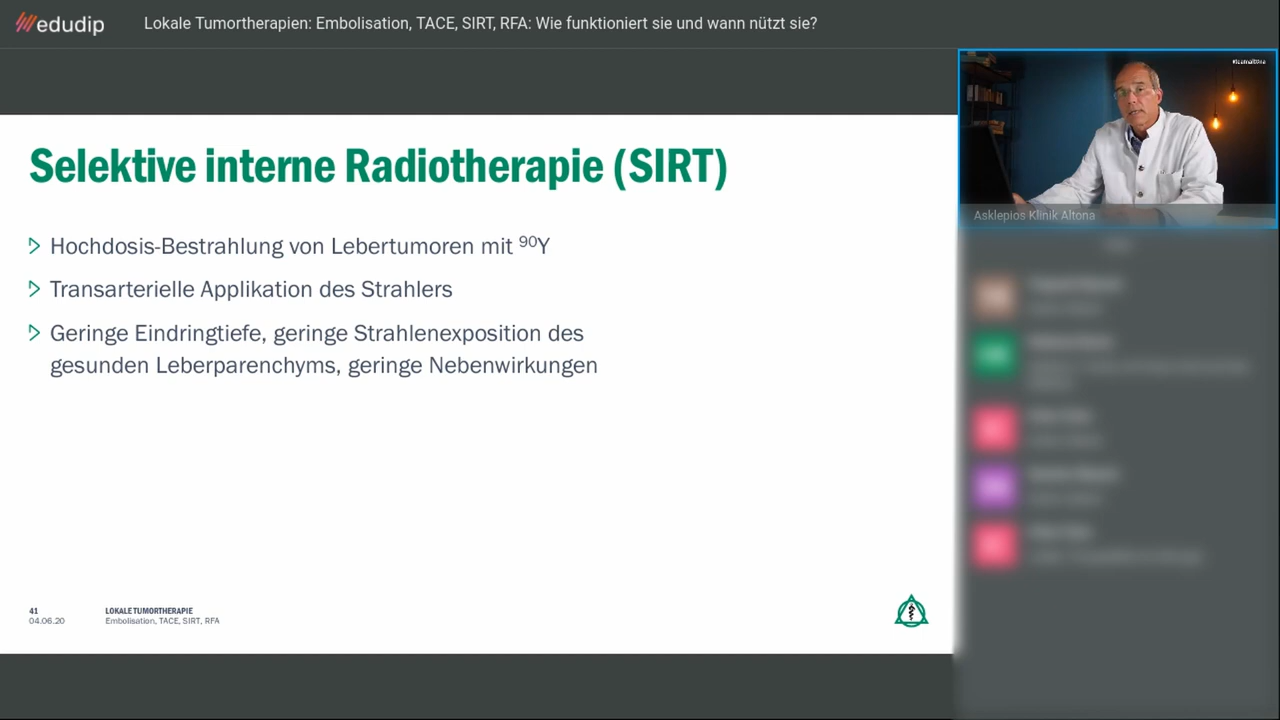 edudip
Lokale Tumortherapien: Embolisation, TACE, SIRT, RFA: Wie funktioniert sie und wann nützt sie?
Selektive interne Radiotherapie (SIRT)
Hochdosis-Bestrahlung von Lebertumoren mit ⁹⁰Y
Transarterielle Applikation des Strahlers
Geringe Eindringtiefe, geringe Strahlenexposition des
gesunden Leberparenchyms, geringe Nebenwirkungen
41
04.06.20
LOKALE TUMORTHERAPIE
Embolisation, TACE, SIRT, RFA
Asklepios Klinik Altona